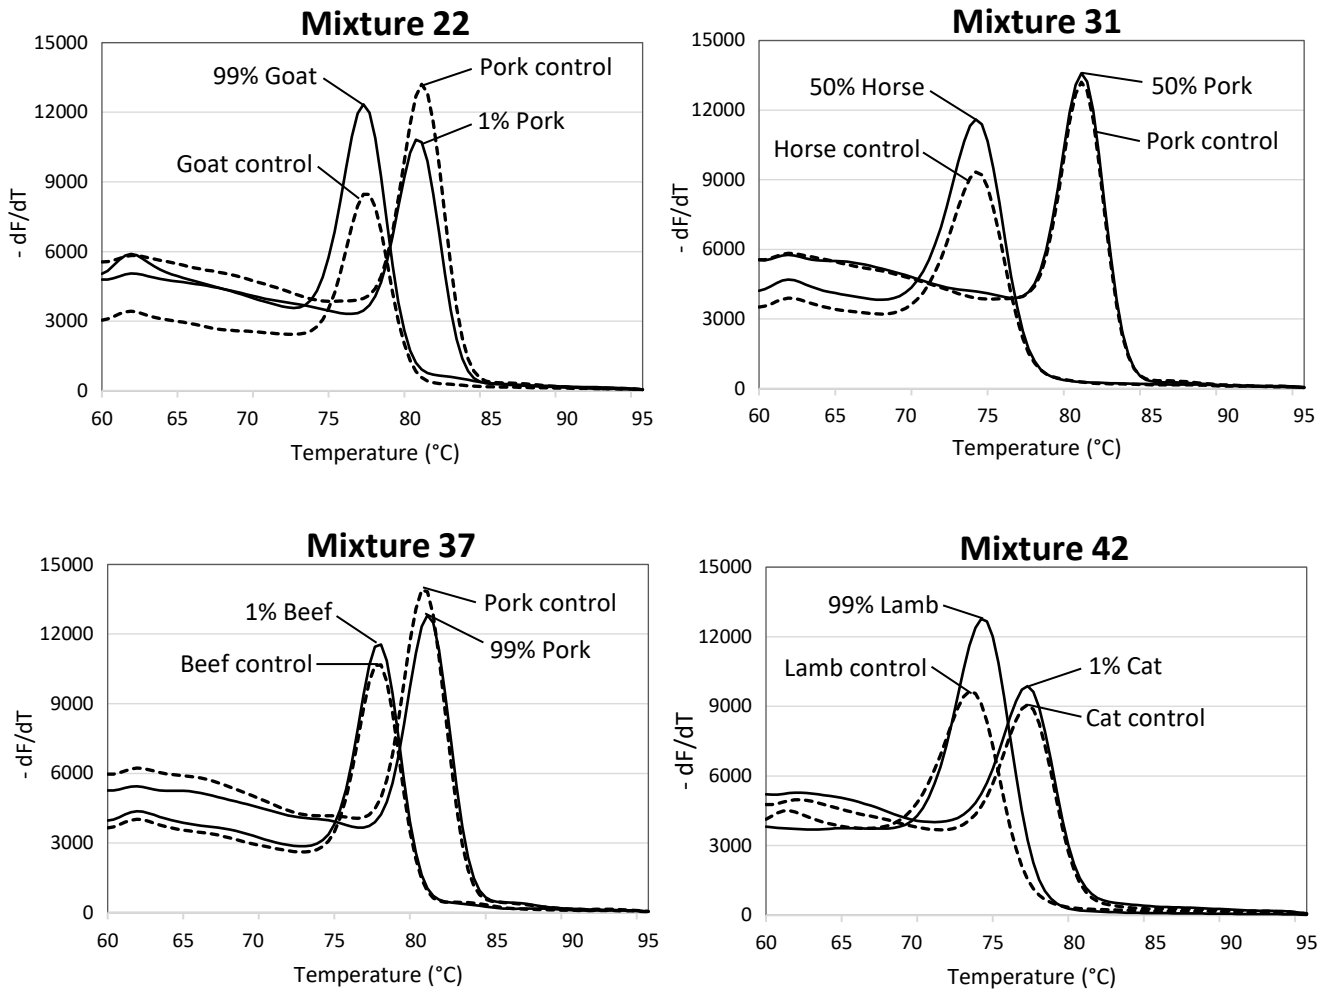 Mixture 22
15000
12000
9000
6000
3000
0
- dF/dT
99% Goat
Pork control
1% Pork
Goat control
60 65 70 75 80 85 90 95
Temperature (°C)
Mixture 31
15000
12000
9000
6000
3000
0
- dF/dT
50% Horse
50% Pork
Horse control
Pork control
60 65 70 75 80 85 90 95
Temperature (°C)
Mixture 37
15000
12000
9000
6000
3000
0
- dF/dT
1% Beef
Pork control
Beef control
99% Pork
60 65 70 75 80 85 90 95
Temperature (°C)
Mixture 42
15000
12000
9000
6000
3000
0
- dF/dT
99% Lamb
Lamb control
1% Cat
Cat control
60 65 70 75 80 85 90 95
Temperature (°C)